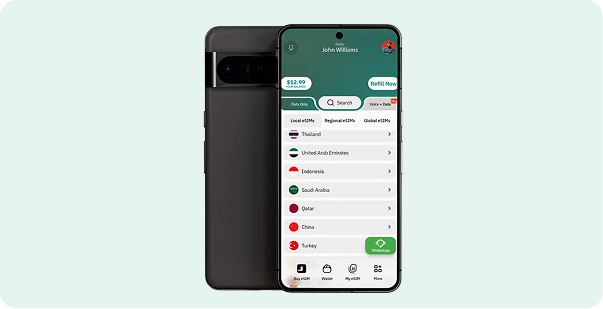 Hello
John Williams
$12.99
YOUR BALANCE
Refill Now
Data Only
Search
Voice + Data
Local eSIMs
Regional eSIMs
Global eSIMs
Thailand
United Arab Emirates
Indonesia
Saudi Arabia
Qatar
China
Turkey
WhatsApp
Buy eSIM
Wallet
My eSIM
More